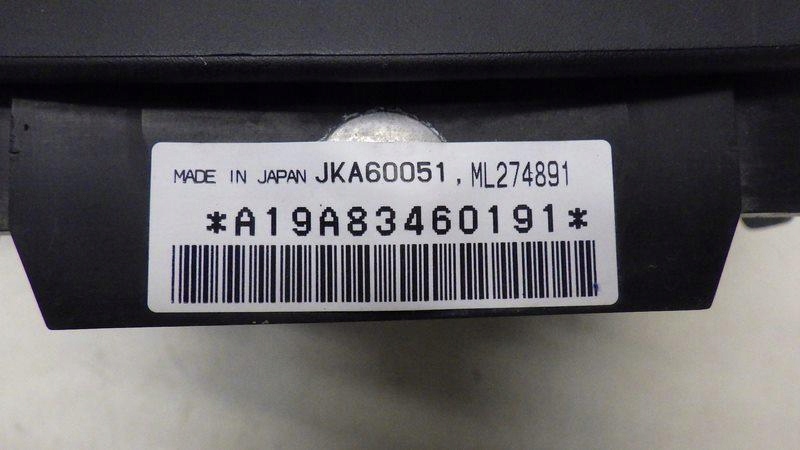 MADE IN JAPAN JKA60051, ML274891
*A19A83460191*